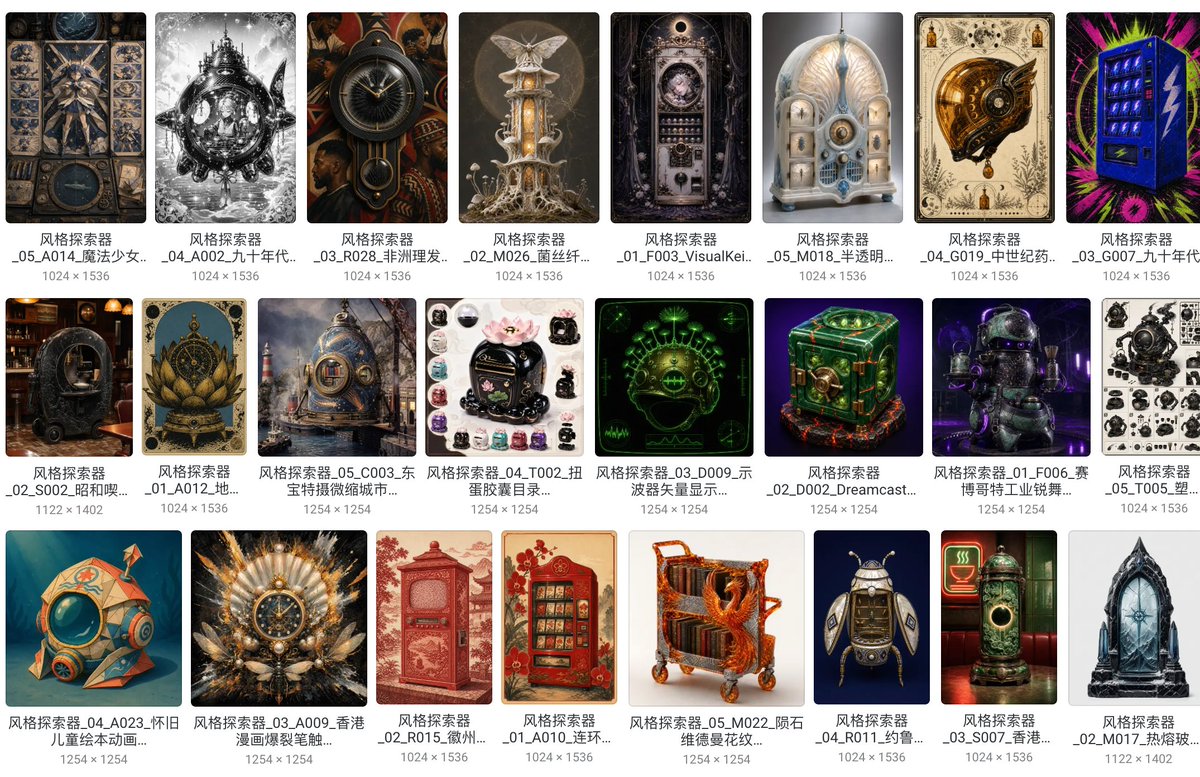 风格探索器
_05_A014_魔法少女..
1024 × 1536
风格探索器
_04_A002_九十年代..
1024 × 1536
风格探索器
_03_R028_非洲理发..
1024 × 1536
风格探索器
_02_M026_菌丝纤...
1024 × 1536
风格探索器
_01_F003_VisualKei...
1024 × 1536
风格探索器
_05_M018_半透明...
1024 × 1536
风格探索器
_04_G019_中世纪药..
1024 × 1536
风格探索器
_03_G007_九十年代
1024 × 1536
风格探索器
_02_S002_昭和喫...
1122 × 1402
风格探索器
_01_A012_地...
1024 × 1536
风格探索器_05_C003_东
宝特摄微缩城市...
1254 × 1254
风格探索器_04_T002_扭
蛋胶囊目录...
1254 × 1254
风格探索器_03_D009_示
波器矢量显示...
1254 × 1254
风格探索器
_02_D002_Dreamcast...
1254 × 1254
风格探索器_01_F006_赛
博哥特工业锐舞...
1254 × 1254
风格探索器
_05_T005_塑...
1024 × 1536
风格探索器_04_A023_怀旧
儿童绘本动画...
1254 × 1254
风格探索器_03_A009_香港
漫画爆裂笔触...
1254 × 1254
风格探索器
_02_R015_徽州...
1024 × 1536
风格探索器
_01_A010_连环...
1024 × 1536
风格探索器_05_M022_陨石
维德曼花纹...
1254 × 1254
风格探索器
_04_R011_约鲁...
1024 × 1536
风格探索器
_03_S007_香港...
1024 × 1536
风格探索器
_02_M017_热熔玻...
1122 × 1402